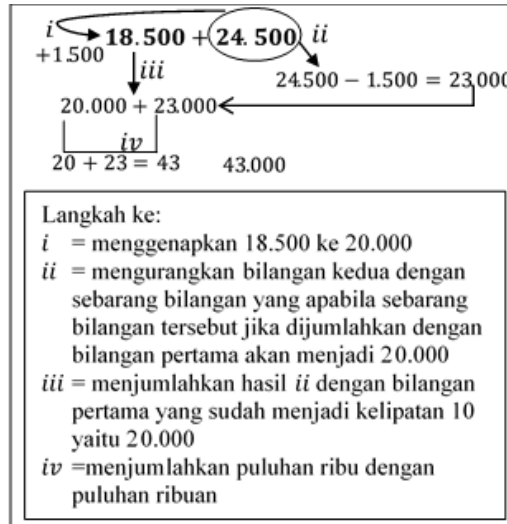 i
18.500 + 24. 500 ii
+1.500
iii
24.500 − 1.500 = 23.000
20.000 + 23.000
iv
20 + 23 = 43 43.000
Langkah ke:
i = menggenapkan 18.500 ke 20.000
ii = mengurangkan bilangan kedua dengan
sebarang bilangan yang apabila sebarang
bilangan tersebut jika dijumlahkan dengan
bilangan pertama akan menjadi 20.000
iii = menjumlahkan hasil ii dengan bilangan
pertama yang sudah menjadi kelipatan 10
yaitu 20.000
iv =menjumlahkan puluhan ribu dengan
puluhan ribuan